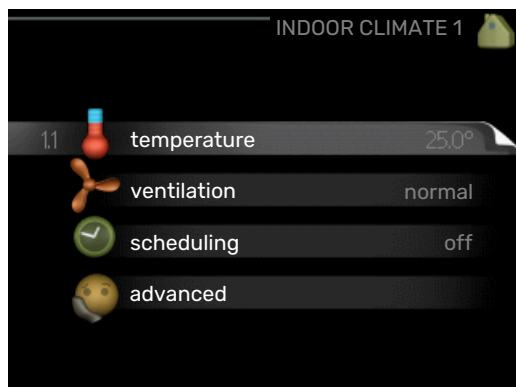 INDOOR CLIMATE 1
1.1 temperature 25.0°
ventilation normal
scheduling off
advanced